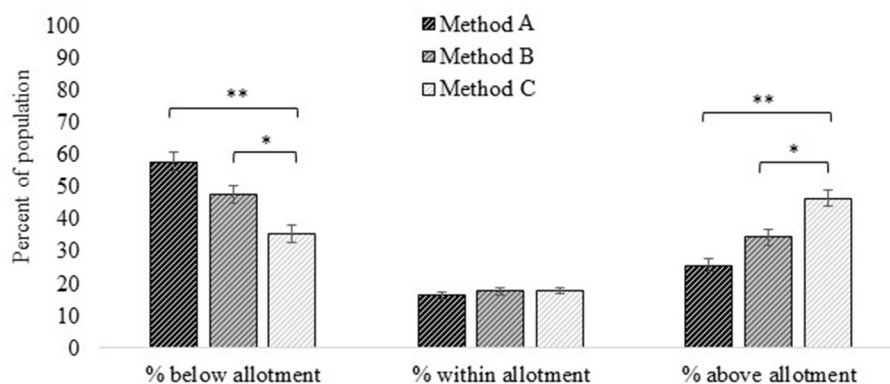 Percent of population
100
90
80
70
60
50
40
30
20
10
0
Method A
Method B
Method C
**
*
**
*
% below allotment
% within allotment
% above allotment